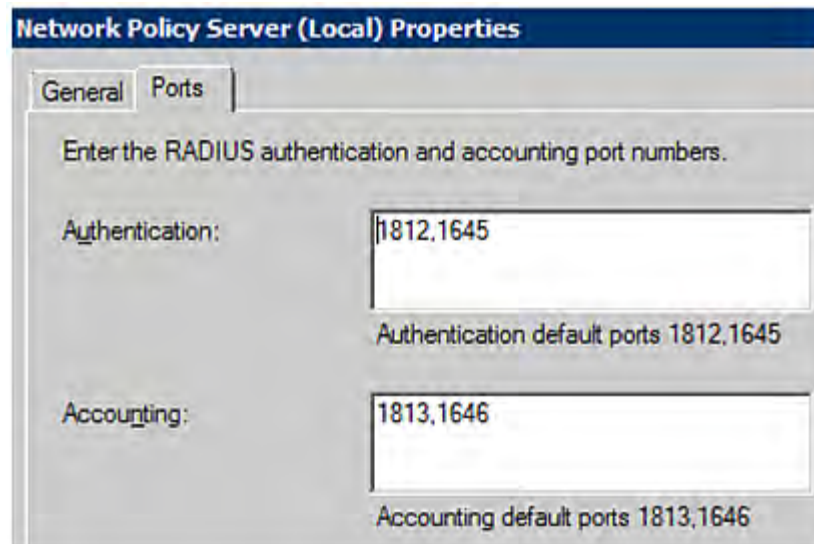 Network Policy Server (Local) Properties
General Ports
Enter the RADIUS authentication and accounting port numbers.
Authentication: 1812,1645
Authentication default ports 1812,1645
Accounting: 1813,1646
Accounting default ports 1813,1646